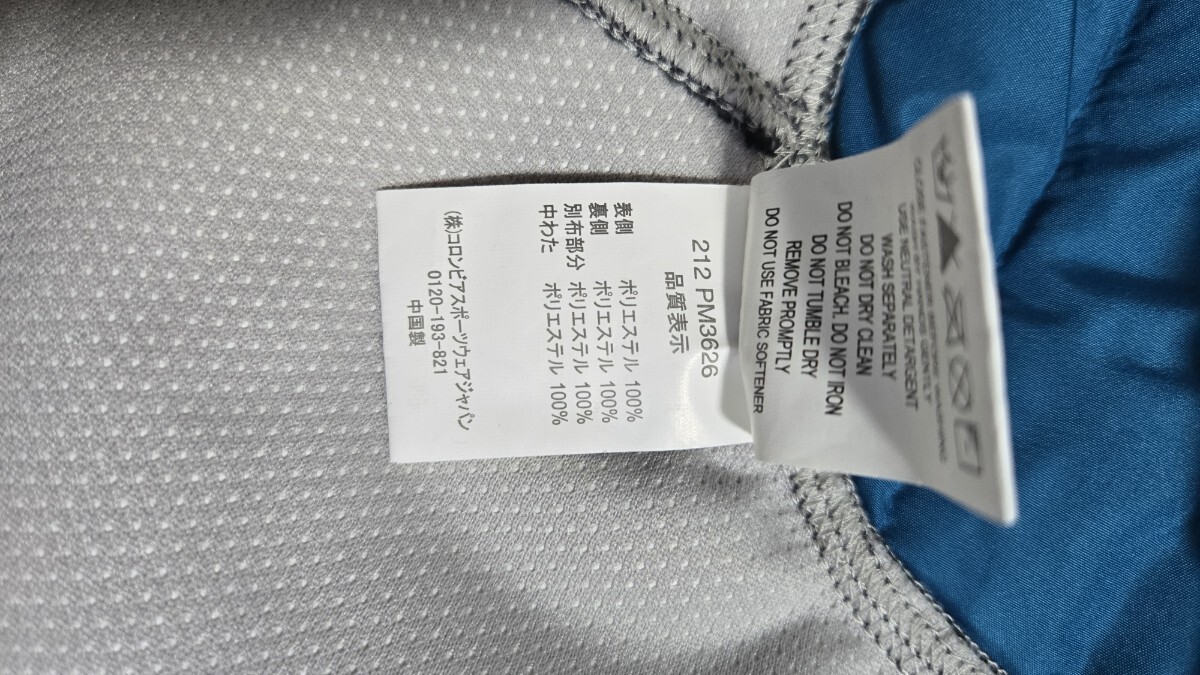 212 PM3626
品質表示
表側 ポリエステル 100%
裏側 ポリエステル 100%
別布部分 ポリエステル 100%
中わた ポリエステル 100%
(株)コロンビアスポーツウェアジャパン
0120-193-821
中国製
USE NEUTRAL DETARGENT
WASH SEPARATELY
DO NOT DRY CLEAN
DO NOT BLEACH. DO NOT IRON
DO NOT TUMBLE DRY
REMOVE PROMPTLY
DO NOT USE FABRIC SOFTENER